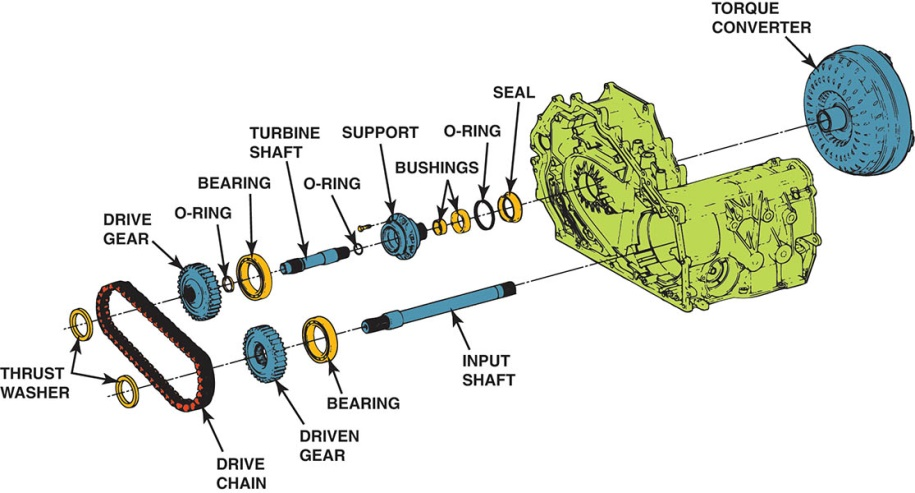 TORQUE
CONVERTER
SEAL
TURBINE
SHAFT
SUPPORT
O-RING
BUSHINGS
BEARING
O-RING
O-RING
DRIVE
GEAR
THRUST
WASHER
INPUT
SHAFT
BEARING
DRIVEN
GEAR
DRIVE
CHAIN